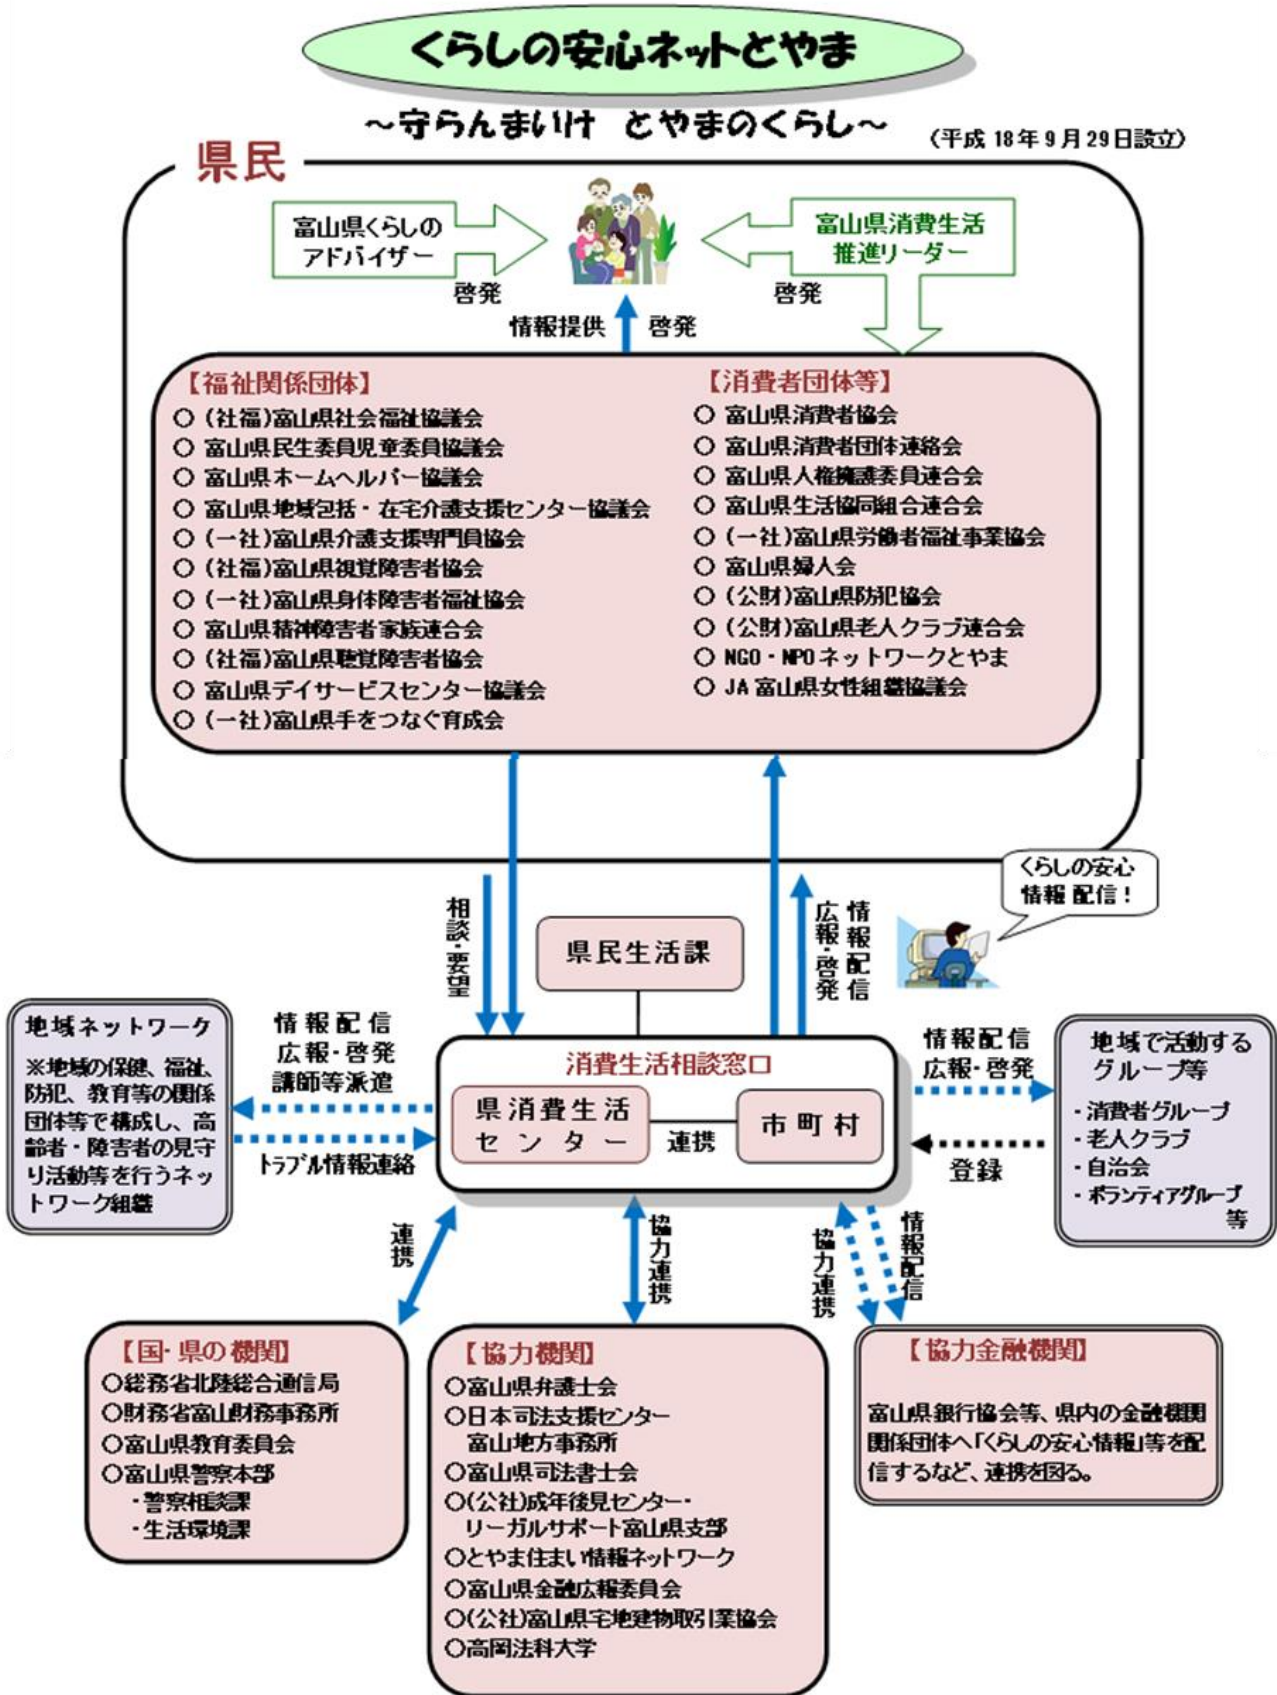 くらしの安心ネットとやま
～守らんまいけ とやまのくらし～
（平成 18年 9月 29日設立）
県民
富山県くらしの
アドバイザー
富山県消費生活
推進リーダー
啓発
啓発
情報提供
啓発
【福祉関係団体】
○ (社福)富山県社会福祉協議会
○ 富山県民生委員児童委員協議会
○ 富山県ホームヘルパー協議会
○ 富山県地域包括・在宅介護支援センター協議会
○ (一社)富山県介護支援専門員協会
○ (社福)富山県視覚障害者協会
○ (一社)富山県身体障害者福祉協会
○ 富山県精神障害者家族連合会
○ (社福)富山県聴覚障害者協会
○ 富山県デイサービスセンター協議会
○ (一社)富山県手をつなぐ育成会
【消費者団体等】
○ 富山県消費者協会
○ 富山県消費者団体連絡会
○ 富山県人権擁護委員連合会
○ 富山県生活協同組合連合会
○ (一社)富山県労働者福祉事業協会
○ 富山県婦人会
○ (公財)富山県防犯協会
○ (公財)富山県老人クラブ連合会
○ NGO・NPOネットワークとやま
○ JA富山県女性組織協議会
くらしの安心
情報配信！
相談・要望
県民生活課
情報配信
広報・啓発
地域ネットワーク
※地域の保健、福祉、
防犯、教育等の関係
団体等で構成し、高
齢者・障害者の見守
り活動等を行うネッ
トワーク組織
情報配信
広報・啓発
講師等派遣
トラブル情報連絡
消費生活相談窓口
県消費生活
センター
連携
市町村
情報配信
広報・啓発
登録
地域で活動する
グループ等
・消費者グループ
・老人クラブ
・自治会
・ボランティアグループ
等
連携
協力連携
協力連携
情報配信
【国・県の機関】
○総務省北陸総合通信局
○財務省富山財務事務所
○富山県教育委員会
○富山県警察本部
・警察相談課
・生活環境課
【協力機関】
○富山県弁護士会
○日本司法支援センター
富山地方事務所
○富山県司法書士会
○(公社)成年後見センター・
リーガルサポート富山県支部
○とやま住まい情報ネットワーク
○富山県金融広報委員会
○(公社)富山県宅地建物取引業協会
○高岡法科大学
【協力金融機関】
富山県銀行協会等、県内の金融機関
関係団体へ「くらしの安心情報」等を配
信するなど、連携を図る。